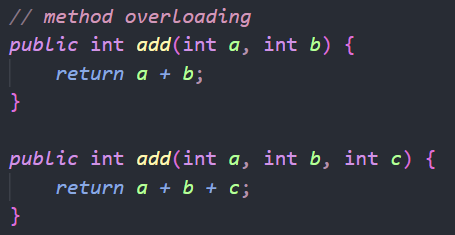 // method overloading
public int add(int a, int b) {
    return a + b;
}

public int add(int a, int b, int c) {
    return a + b + c;
}